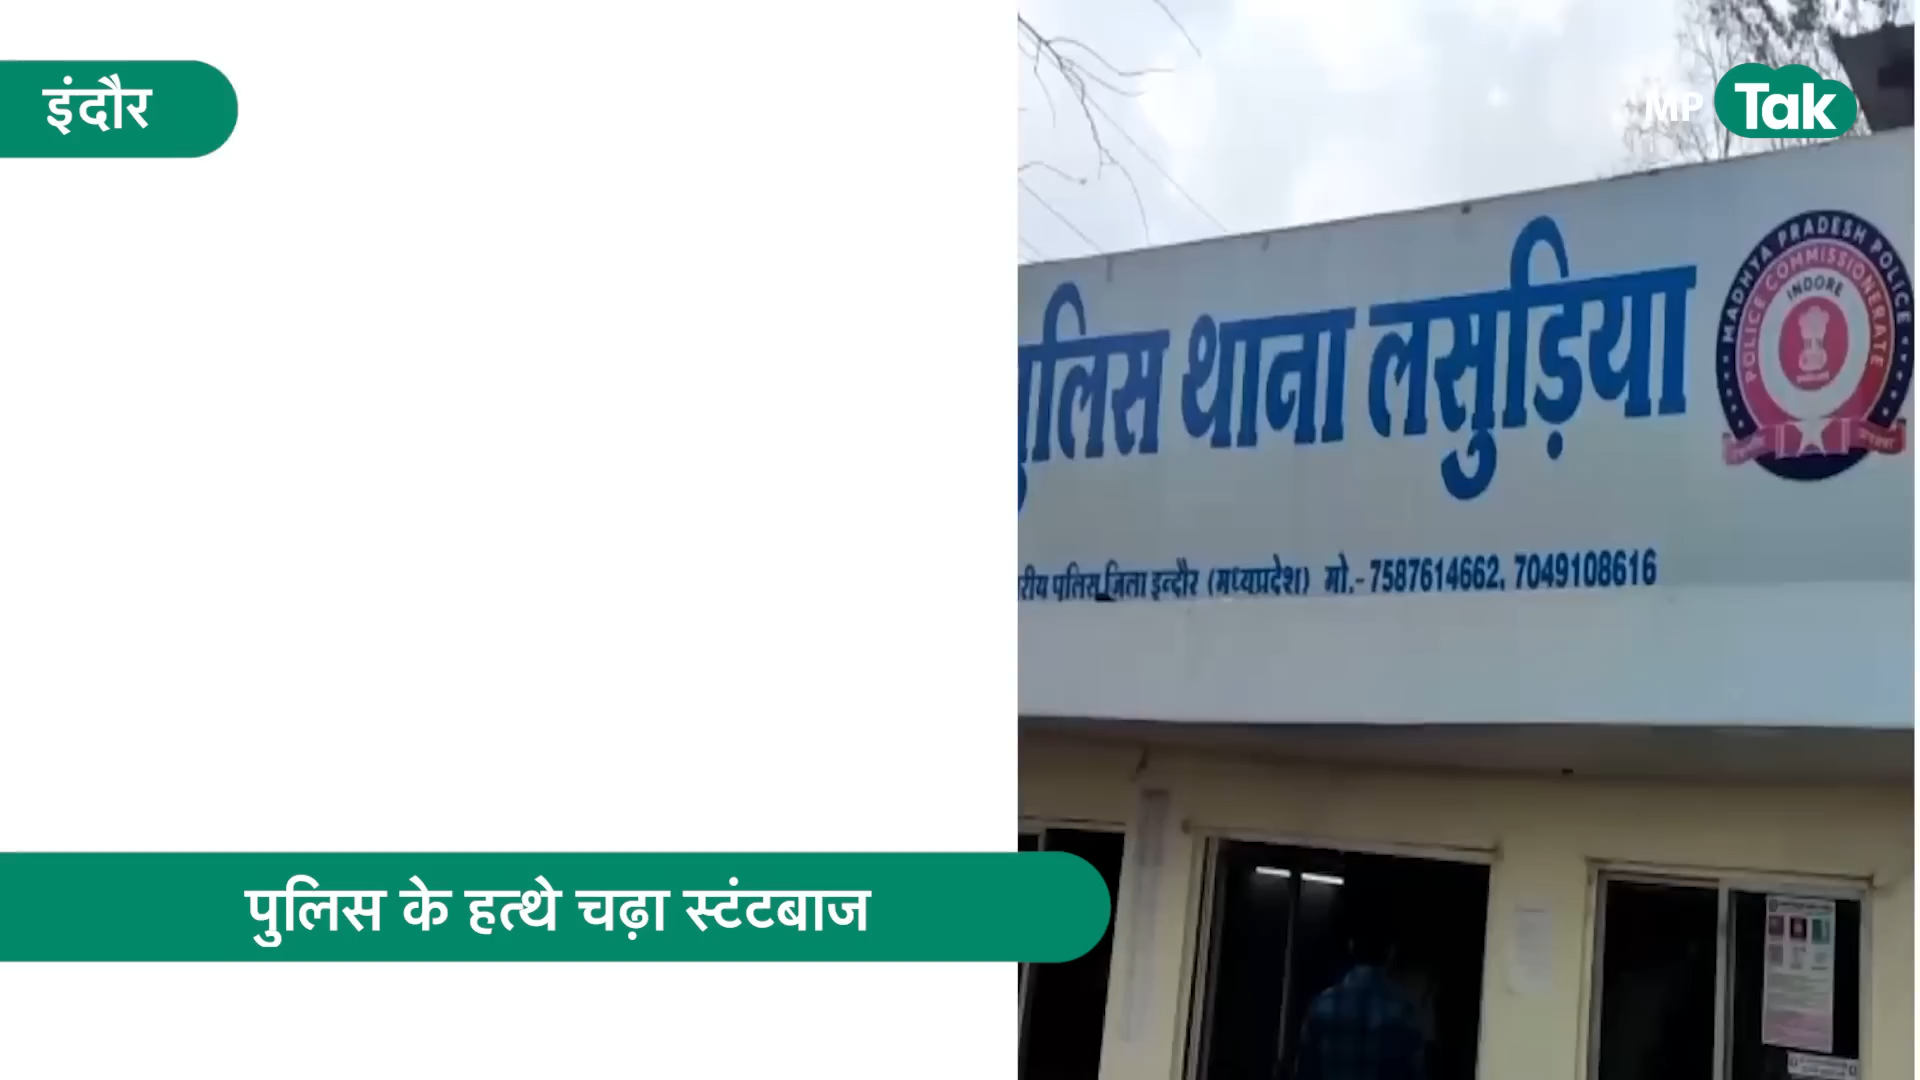 इंदौर
MP Tak
पुलिस थाना लसुड़िया
MADHYA PRADESH POLICE
POLICE COMMISSIONERATE
INDORE
पुलिस जिला इन्दौर (मध्यप्रदेश) मो.- 7587614662, 7049108616
पुलिस के हत्थे चढ़ा स्टंटबाज